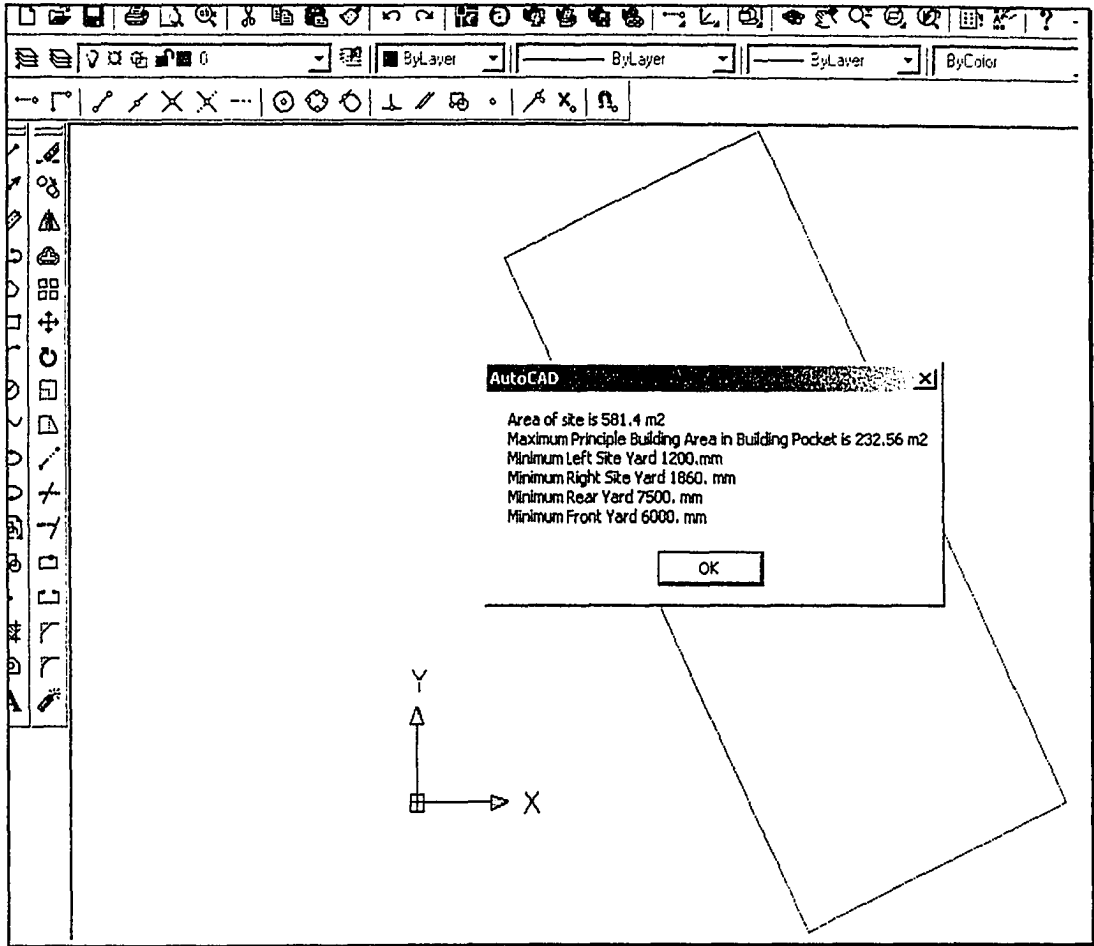 0
ByLayer
ByLayer
ByLayer
ByColor
AutoCAD
Area of site is 581.4 m2
Maximum Principle Building Area in Building Pocket is 232.56 m2
Minimum Left Site Yard 1200.mm
Minimum Right Site Yard 1860. mm
Minimum Rear Yard 7500. mm
Minimum Front Yard 6000. mm
OK
Y
X
A